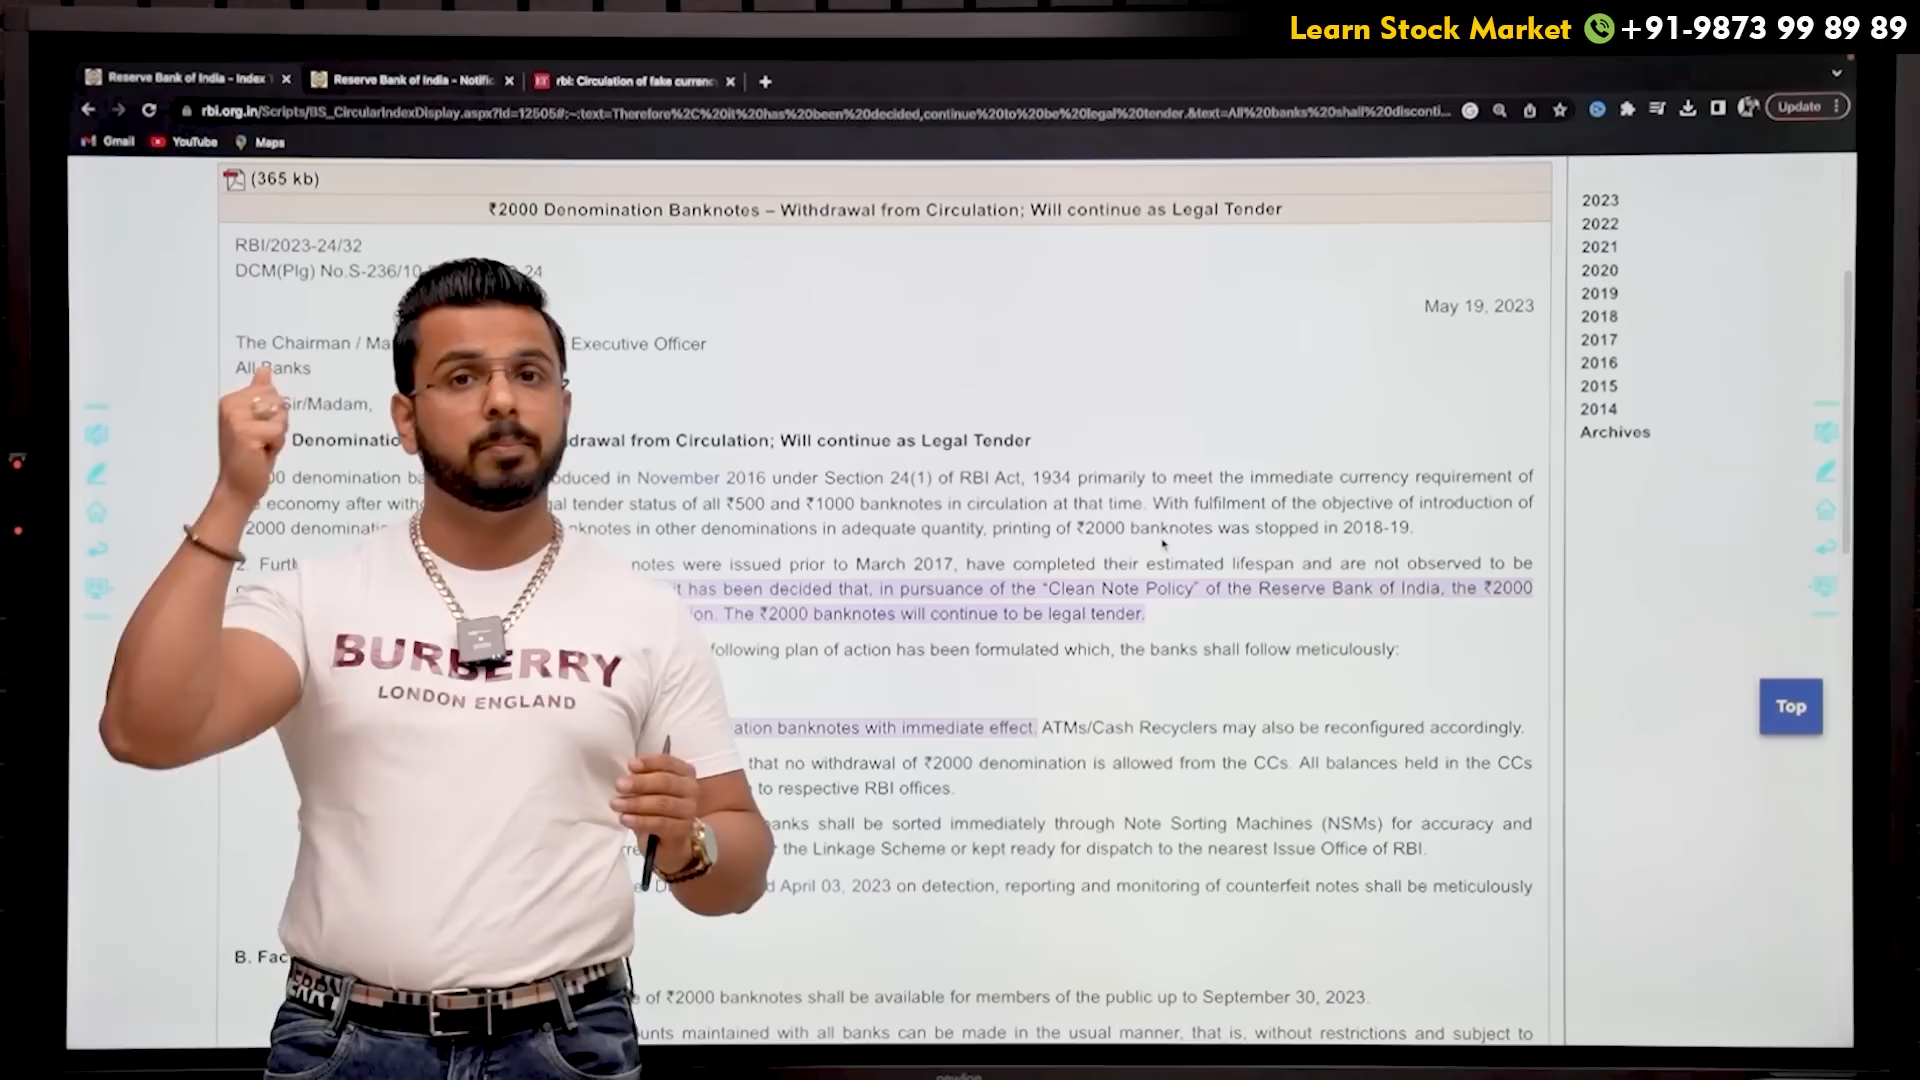 Learn Stock Market +91-9873 99 89 89
Reserve Bank of India - Index
Reserve Bank of India - Notific
rbi: Circulation of fake currenc
rbi.org.in/Scripts/BS_CircularIndexDisplay.aspx?Id=12505#:~:text=Therefore%2C%20it%20has%20been%20decided,continue%20to%20be%20legal%20tender.&text=All%20banks%20shall%20disconti...
Update
Gmail YouTube Maps
(365 kb)
₹2000 Denomination Banknotes – Withdrawal from Circulation; Will continue as Legal Tender
RBI/2023-24/32
DCM(Plg) No.S-236/10 24
May 19, 2023
The Chairman / Ma Executive Officer
All Banks
Sir/Madam,
Denominatio drawal from Circulation; Will continue as Legal Tender
00 denomination ba oduced in November 2016 under Section 24(1) of RBI Act, 1934 primarily to meet the immediate currency requirement of
economy after with al tender status of all ₹500 and ₹1000 banknotes in circulation at that time. With fulfilment of the objective of introduction of
2000 denominatio nknotes in other denominations in adequate quantity, printing of ₹2000 banknotes was stopped in 2018-19.
2. Furth notes were issued prior to March 2017, have completed their estimated lifespan and are not observed to be
it has been decided that, in pursuance of the “Clean Note Policy” of the Reserve Bank of India, the ₹2000
ion. The ₹2000 banknotes will continue to be legal tender.
following plan of action has been formulated which, the banks shall follow meticulously:
ation banknotes with immediate effect. ATMs/Cash Recyclers may also be reconfigured accordingly.
that no withdrawal of ₹2000 denomination is allowed from the CCs. All balances held in the CCs
to respective RBI offices.
anks shall be sorted immediately through Note Sorting Machines (NSMs) for accuracy and
the Linkage Scheme or kept ready for dispatch to the nearest Issue Office of RBI.
d April 03, 2023 on detection, reporting and monitoring of counterfeit notes shall be meticulously
B. Fac
e of ₹2000 banknotes shall be available for members of the public up to September 30, 2023.
unts maintained with all banks can be made in the usual manner, that is, without restrictions and subject to
2023
2022
2021
2020
2019
2018
2017
2016
2015
2014
Archives
Top
BURBERRY
LONDON ENGLAND